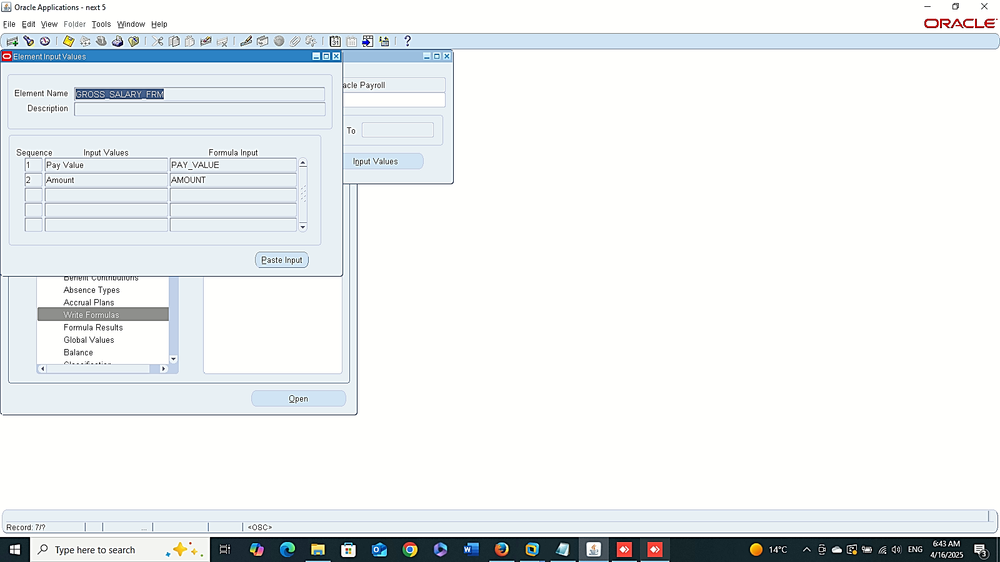 Oracle Applications - next 5
File Edit View Folder Tools Window Help
ORACLE
31
?
Element Input Values
Element Name GROSS_SALARY_FRM
Description
acle Payroll
To
Input Values
Sequence Input Values Formula Input
1 Pay Value PAY_VALUE
2 Amount AMOUNT
Paste Input
Benefit Contributions
Absence Types
Accrual Plans
Write Formulas
Formula Results
Global Values
Balance
Classification
Open
Record: 7/? ... <OSC>
Type here to search
14°C
ENG
6:43 AM
4/16/2025
3